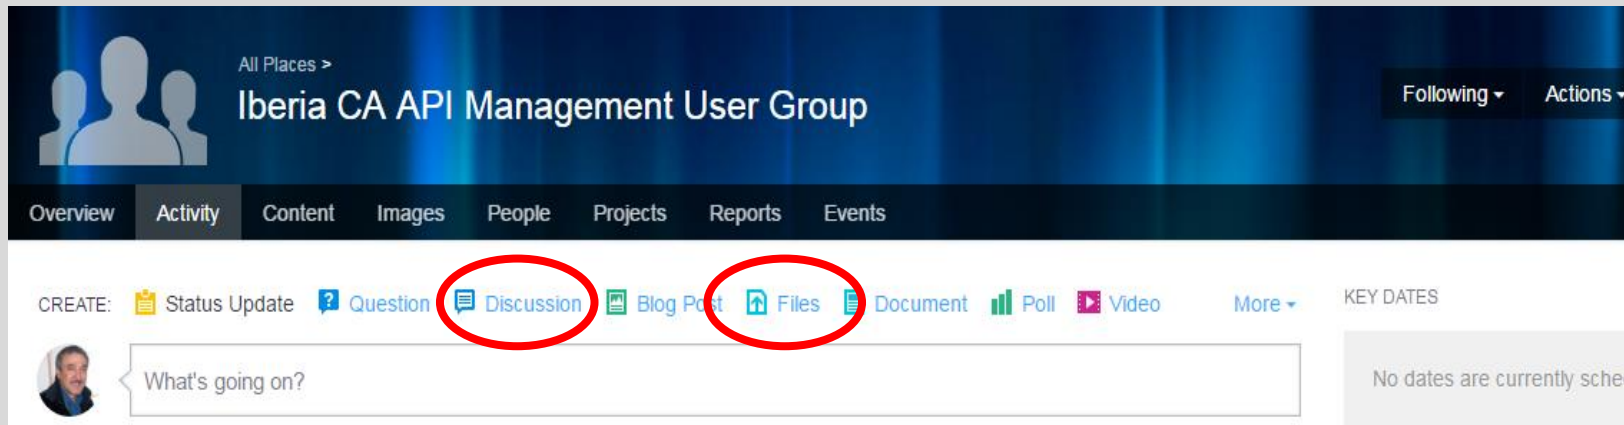 All Places >
Iberia CA API Management User Group
Following Actions
Overview Activity Content Images People Projects Reports Events
CREATE: Status Update ? Question Discussion Blog Post Files Document Poll Video More KEY DATES
What's going on?
No dates are currently sche